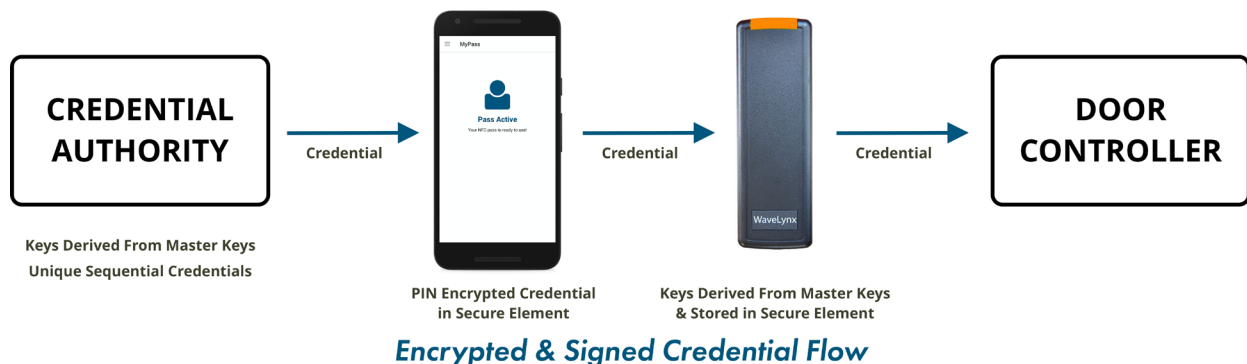 CREDENTIAL
AUTHORITY
Keys Derived From Master Keys
Unique Sequential Credentials
Credential
MyPass
Pass Active
Your NFC pass is ready to use!
PIN Encrypted Credential
in Secure Element
Credential
WaveLynx
Keys Derived From Master Keys
& Stored in Secure Element
Credential
DOOR
CONTROLLER
Encrypted & Signed Credential Flow